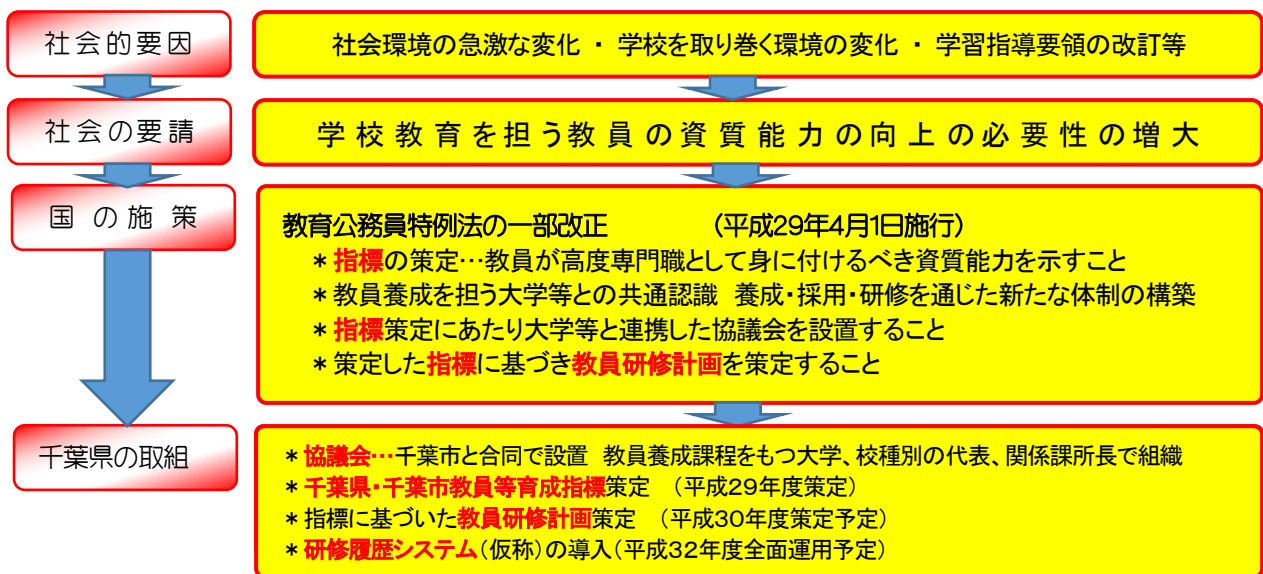 社会的要因
社会環境の急激な変化 ・ 学校を取り巻く環境の変化 ・ 学習指導要領の改訂等
社会の要請
学校教育を担う教員の資質能力の向上の必要性の増大
国の施策
教育公務員特例法の一部改正 (平成29年4月1日施行)
＊指標の策定…教員が高度専門職として身に付けるべき資質能力を示すこと
＊教員養成を担う大学等との共通認識 養成・採用・研修を通じた新たな体制の構築
＊指標策定にあたり大学等と連携した協議会を設置すること
＊策定した指標に基づき教員研修計画を策定すること
千葉県の取組
＊協議会…千葉市と合同で設置 教員養成課程をもつ大学、校種別の代表、関係課所長で組織
＊千葉県・千葉市教員等育成指標策定 (平成29年度策定)
＊指標に基づいた教員研修計画策定 (平成30年度策定予定)
＊研修履歴システム(仮称)の導入(平成32年度全面運用予定)